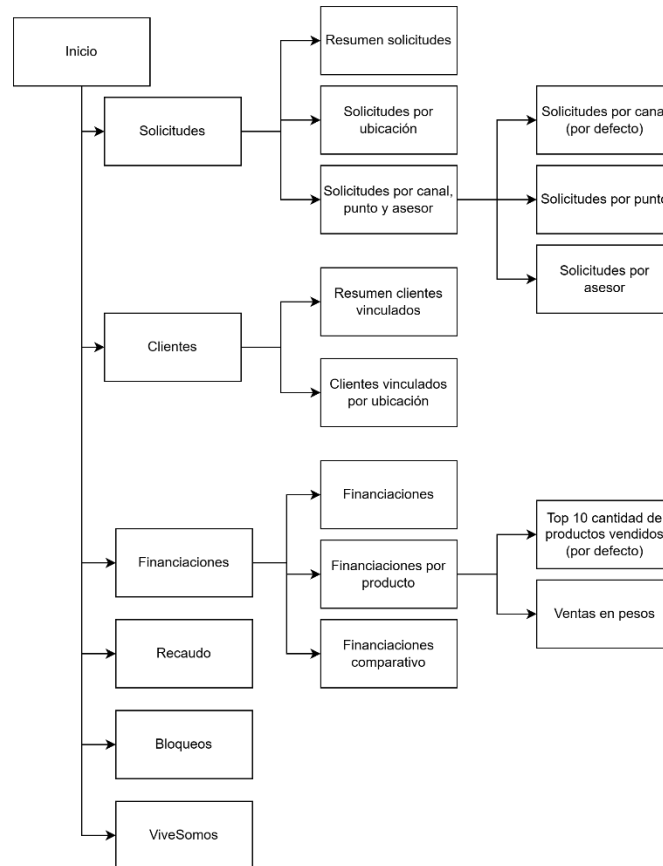 Inicio
Solicitudes
Resumen solicitudes
Solicitudes por
ubicación
Solicitudes por canal,
punto y asesor
Solicitudes por cana
(por defecto)
Solicitudes por punto
Solicitudes por
asesor
Clientes
Resumen clientes
vinculados
Clientes vinculados
por ubicación
Financiaciones
Financiaciones
Financiaciones por
producto
Financiaciones
comparativo
Top 10 cantidad de
productos vendidos
(por defecto)
Ventas en pesos
Recaudo
Bloqueos
ViveSomos